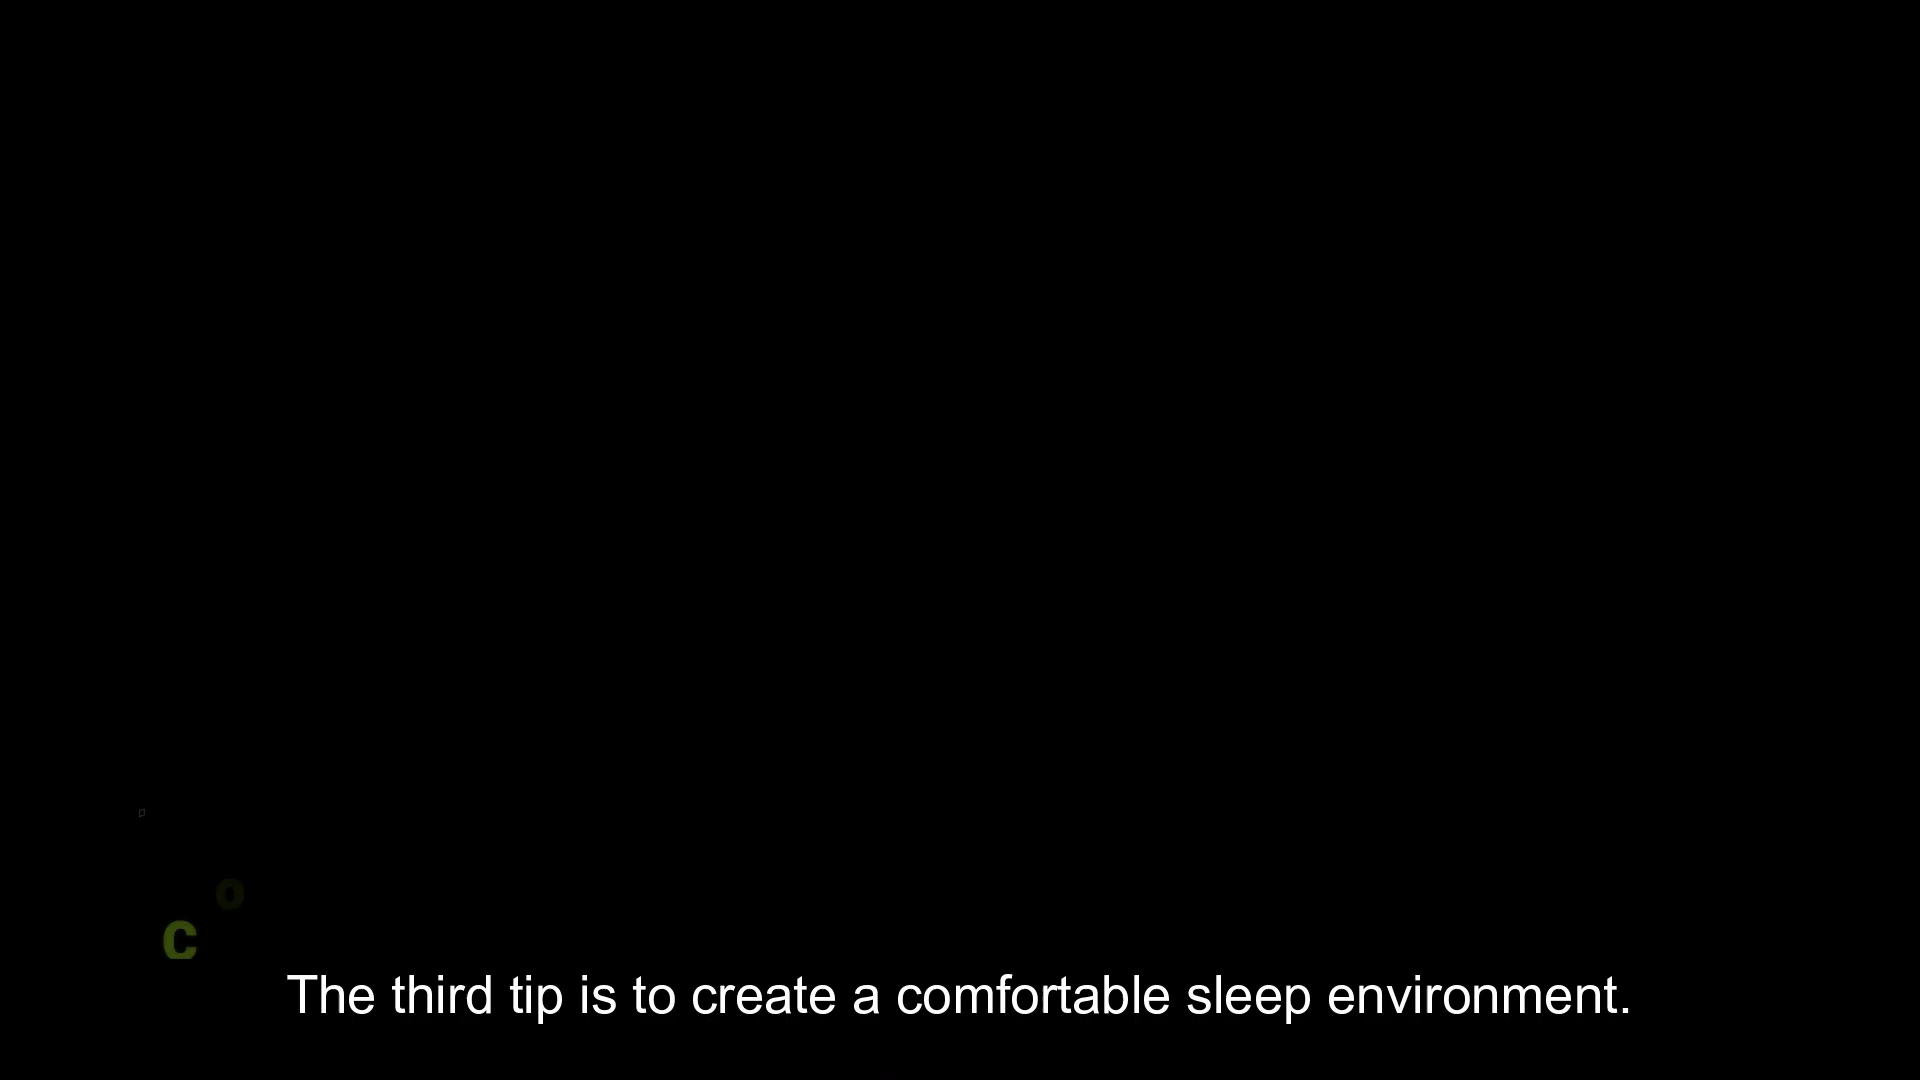 o
c
The third tip is to create a comfortable sleep environment.